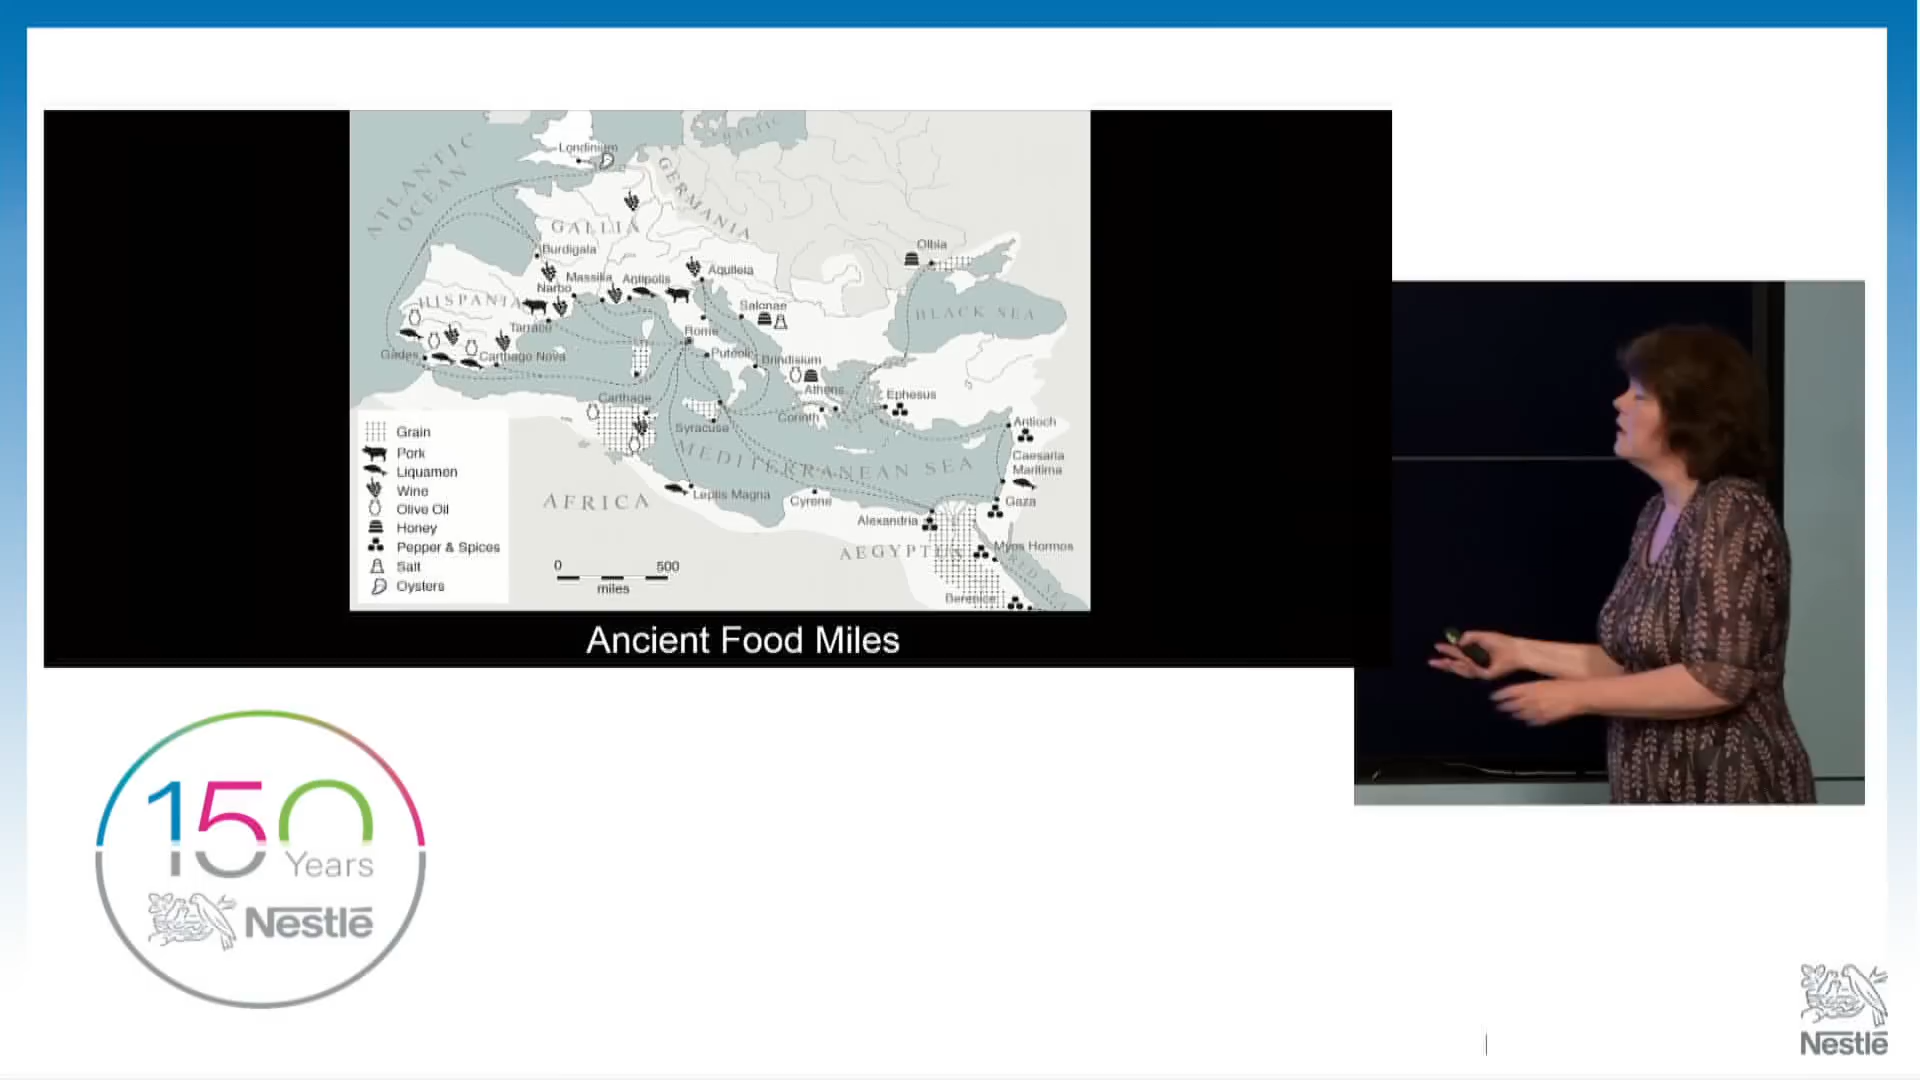 ATLANTIC
OCEAN
BALTIC
Londinium
GERMANIA
GALLIA
Burdigala
Olbia
Massilia
Antipolis
Aquileia
Narbo
HISPANIA
Salonae
BLACK SEA
Tarraco
Rome
Gades
Carthago Nova
Puteoli
Brindisium
Athens
Carthage
Ephesus
Corinth
Syracuse
Antioch
MEDITERRANEAN SEA
Caesaria
Maritima
Leptis Magna
Cyrene
Gaza
AFRICA
Alexandria
AEGYPTUS
Myos Hormos
RED SEA
Berenice
Grain
Pork
Liquamen
Wine
Olive Oil
Honey
Pepper & Spices
Salt
Oysters
0 500
miles
Ancient Food Miles
150
Years
Nestlé
Nestlé